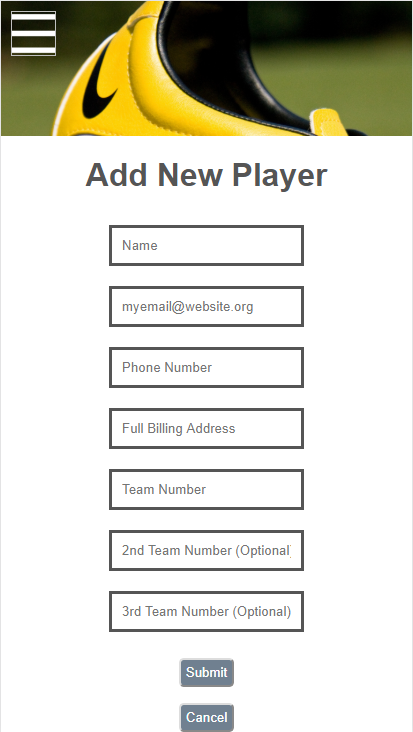 Add New Player
Name
myemail@website.org
Phone Number
Full Billing Address
Team Number
2nd Team Number (Optional)
3rd Team Number (Optional)
Submit
Cancel